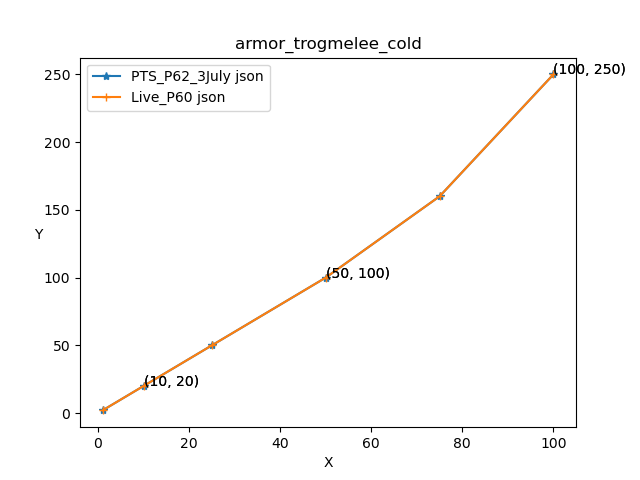 armor_trogmelee_cold
PTS_P62_3July json
Live_P60 json
(100, 250)
(50, 100)
(10, 20)
250
200
150
100
50
0
Y
0 20 40 60 80 100
X